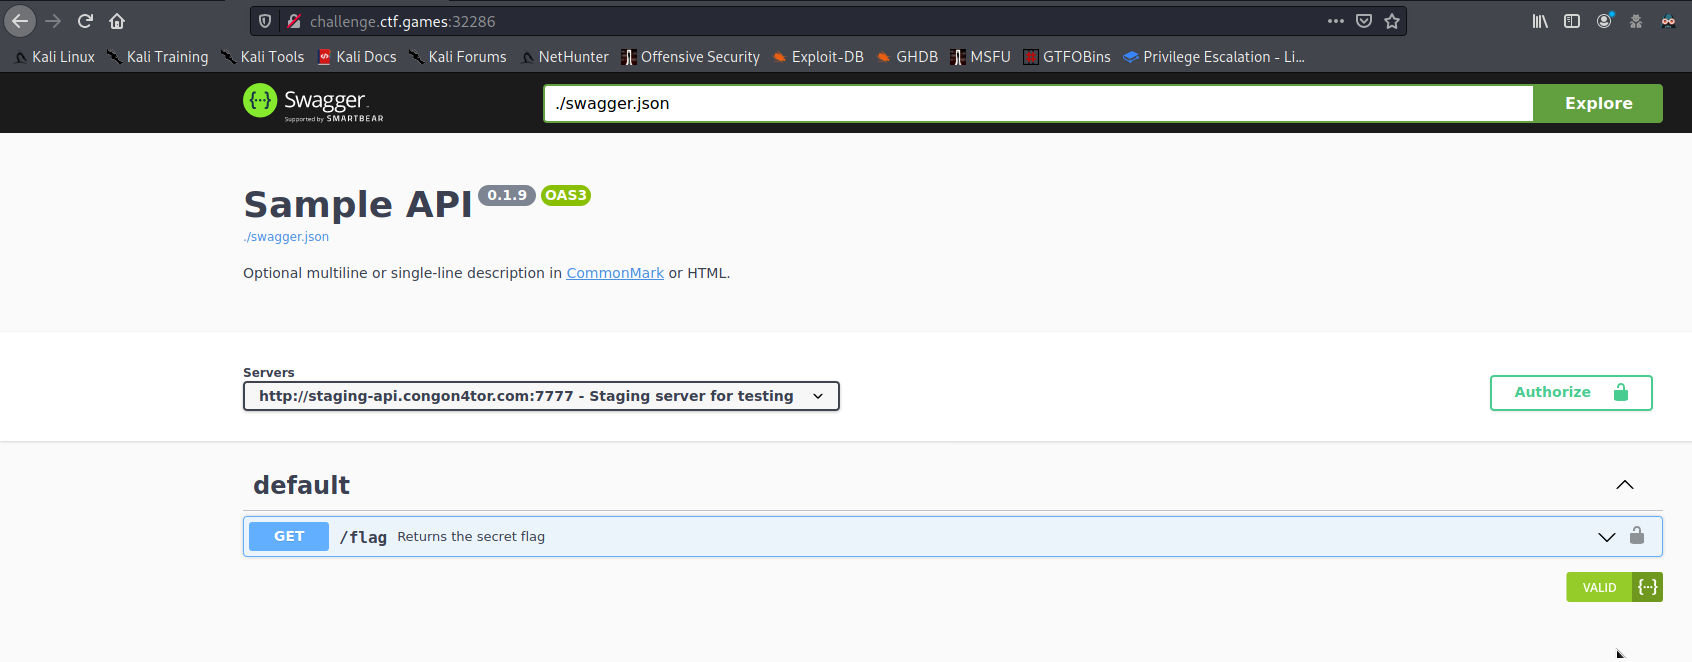 challenge.ctf.games:32286
Kali Linux Kali Training Kali Tools Kali Docs Kali Forums NetHunter Offensive Security Exploit-DB GHDB MSFU GTFOBins Privilege Escalation - Li...
Swagger
Supported by SMARTBEAR
./swagger.json
Explore
Sample API 0.1.9 OAS3
./swagger.json
Optional multiline or single-line description in CommonMark or HTML.
Servers
http://staging-api.congon4tor.com:7777 - Staging server for testing
Authorize
default
GET /flag Returns the secret flag
VALID {···}